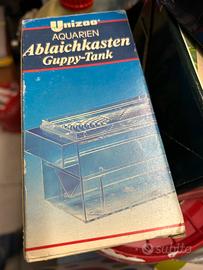 Unizoo
AQUARIEN
Ablaichkasten
Guppy-Tank
subito